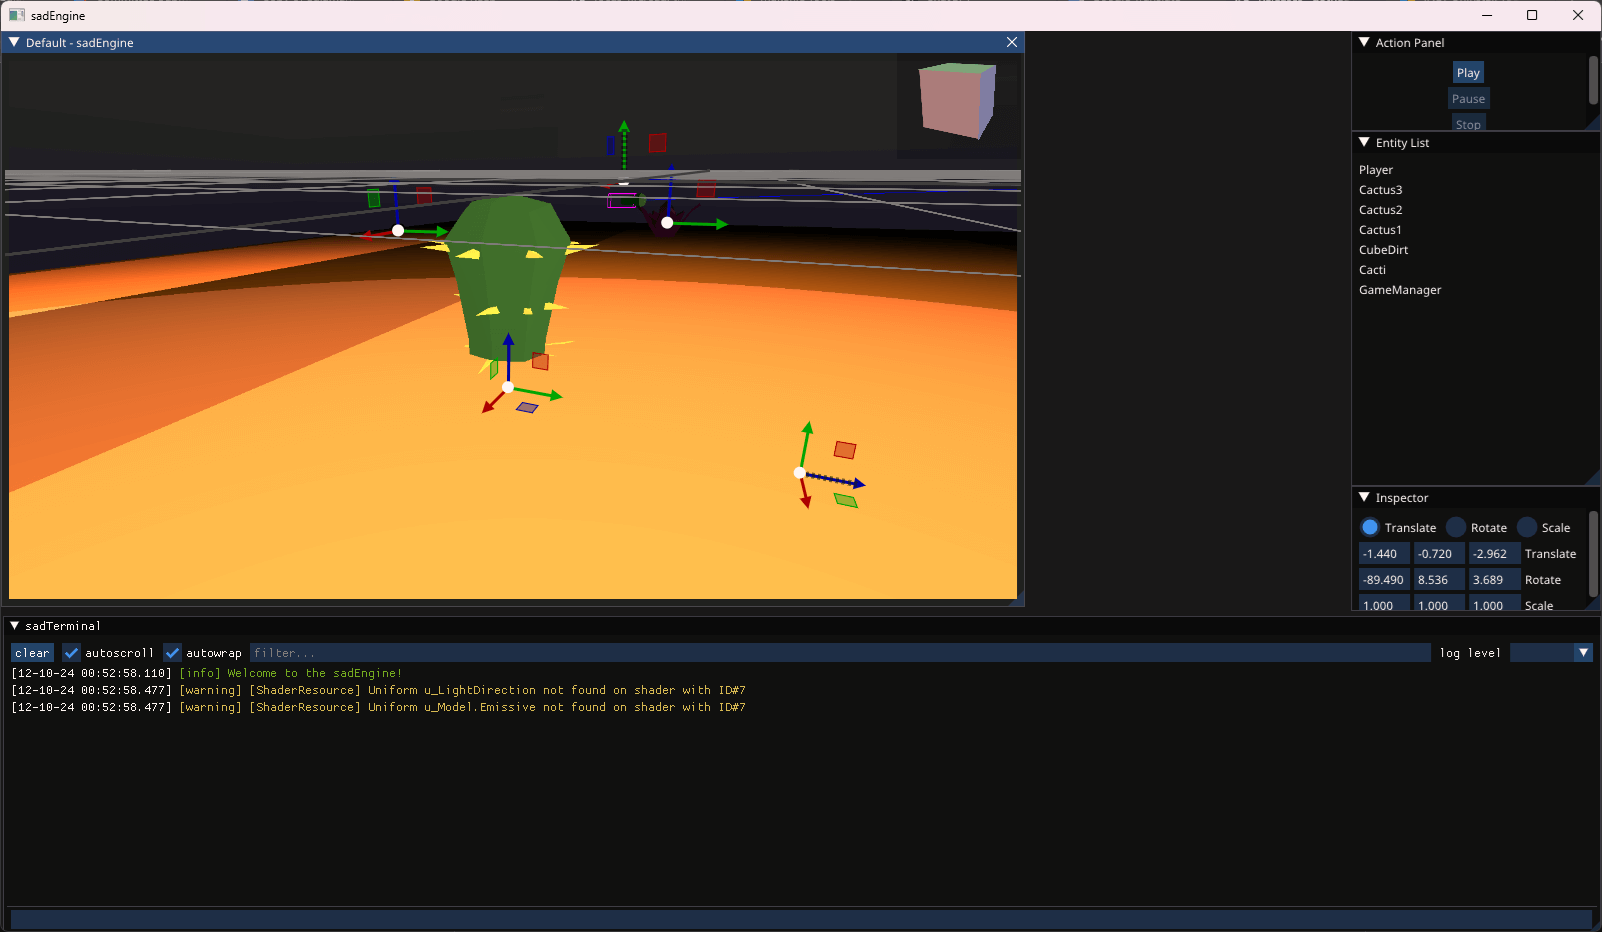 sadEngine
Default - sadEngine
Action Panel
Play
Pause
Stop
Entity List
Player
Cactus3
Cactus2
Cactus1
CubeDirt
Cacti
GameManager
Inspector
Translate Rotate Scale
-1.440 -0.720 -2.962 Translate
-89.490 8.536 3.689 Rotate
1.000 1.000 1.000 Scale
sadTerminal
clear autoscroll autowrap filter... log level
[12-10-24 00:52:58.110] [info] Welcome to the sadEngine!
[12-10-24 00:52:58.477] [warning] [ShaderResource] Uniform u_LightDirection not found on shader with ID#7
[12-10-24 00:52:58.477] [warning] [ShaderResource] Uniform u_Model.Emissive not found on shader with ID#7